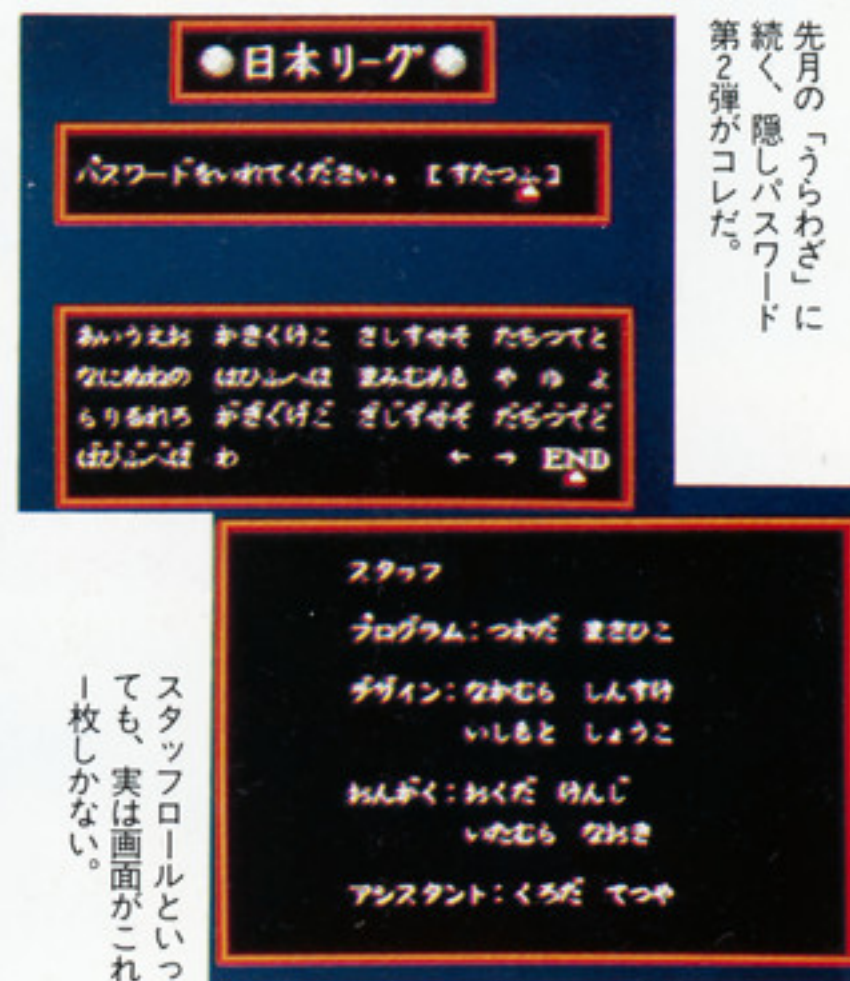 先月の「うらわざ」に
続く、隠しパスワード
第2弾がコレだ。
●日本リーグ●
パスワードをいれてください。【すたつふ】
あいうえお かきくけこ さしすせそ たちつてと
なにぬねの はひふへほ まみむめも や ゆ よ
らりるれろ がぎぐげご ざじずぜぞ だぢづでど
ばびぶべぼ わ ← → END
スタッフ
プログラム:つおだ まさひこ
デザイン:なかむら しんすけ
いしもと しょうこ
おんがく:おくだ けんじ
いたむら なおき
アシスタント:くろだ てつや
スタッフロールといっ
ても、実は画面がこれ
一枚しかない。